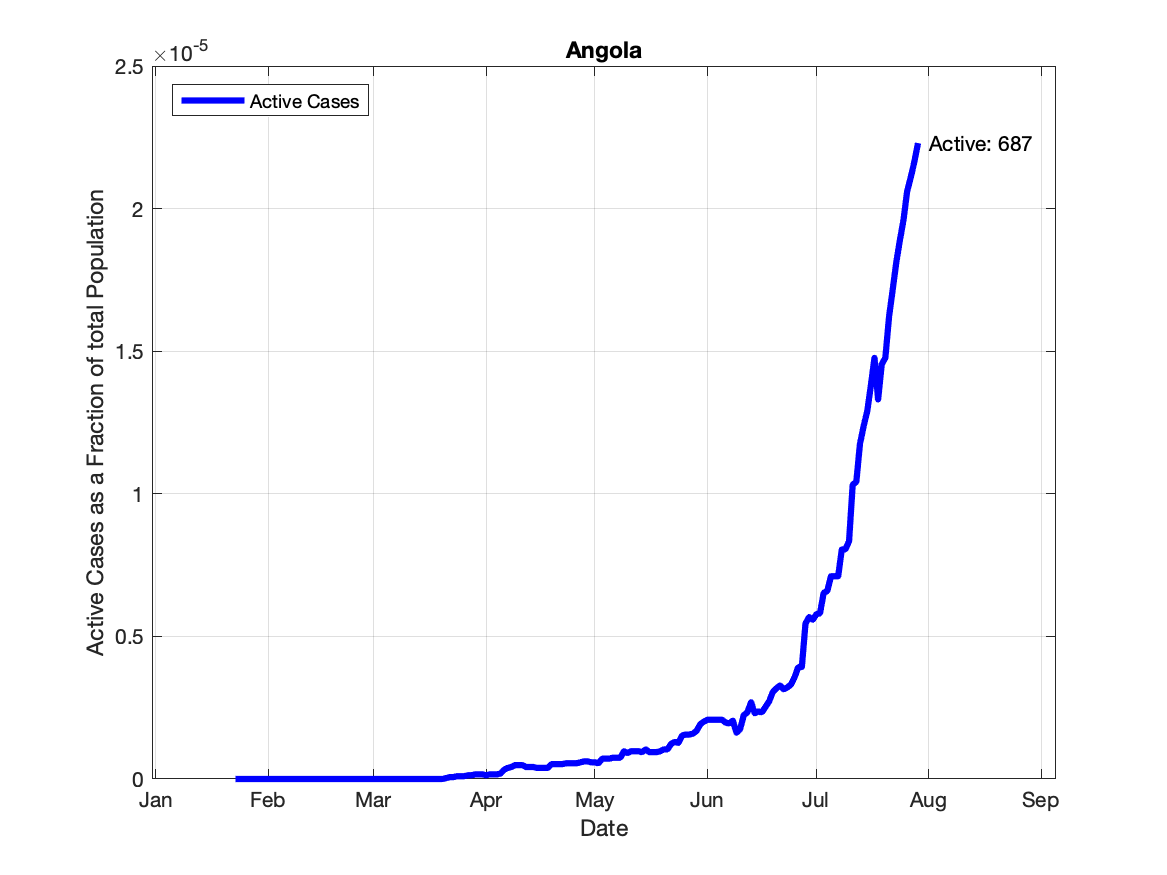 Angola
×10-5
2.5
2
1.5
1
0.5
0
Active Cases
Active: 687
Active Cases as a Fraction of total Population
Jan Feb Mar Apr May Jun Jul Aug Sep
Date